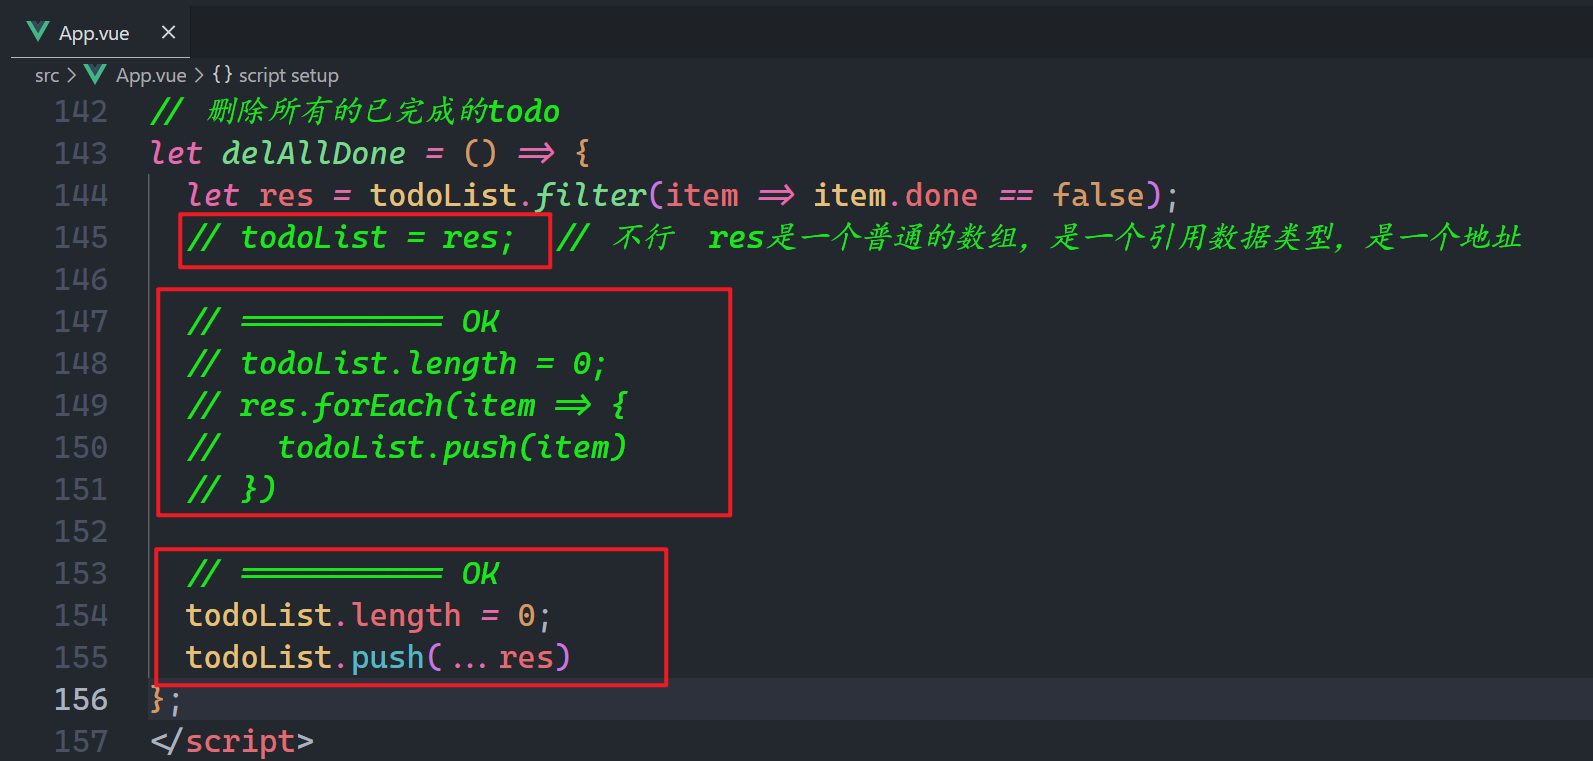 App.vue ×
src > App.vue > {} script setup
142 // 删除所有的已完成的todo
143 let delAllDone = () => {
144 let res = todoList.filter(item => item.done == false);
145 // todoList = res; // 不行 res是一个普通的数组，是一个引用数据类型，是一个地址
146
147 // =========== OK
148 // todoList.length = 0;
149 // res.forEach(item => {
150 // todoList.push(item)
151 // })
152
153 // =========== OK
154 todoList.length = 0;
155 todoList.push(...res)
156 };
157 </script>